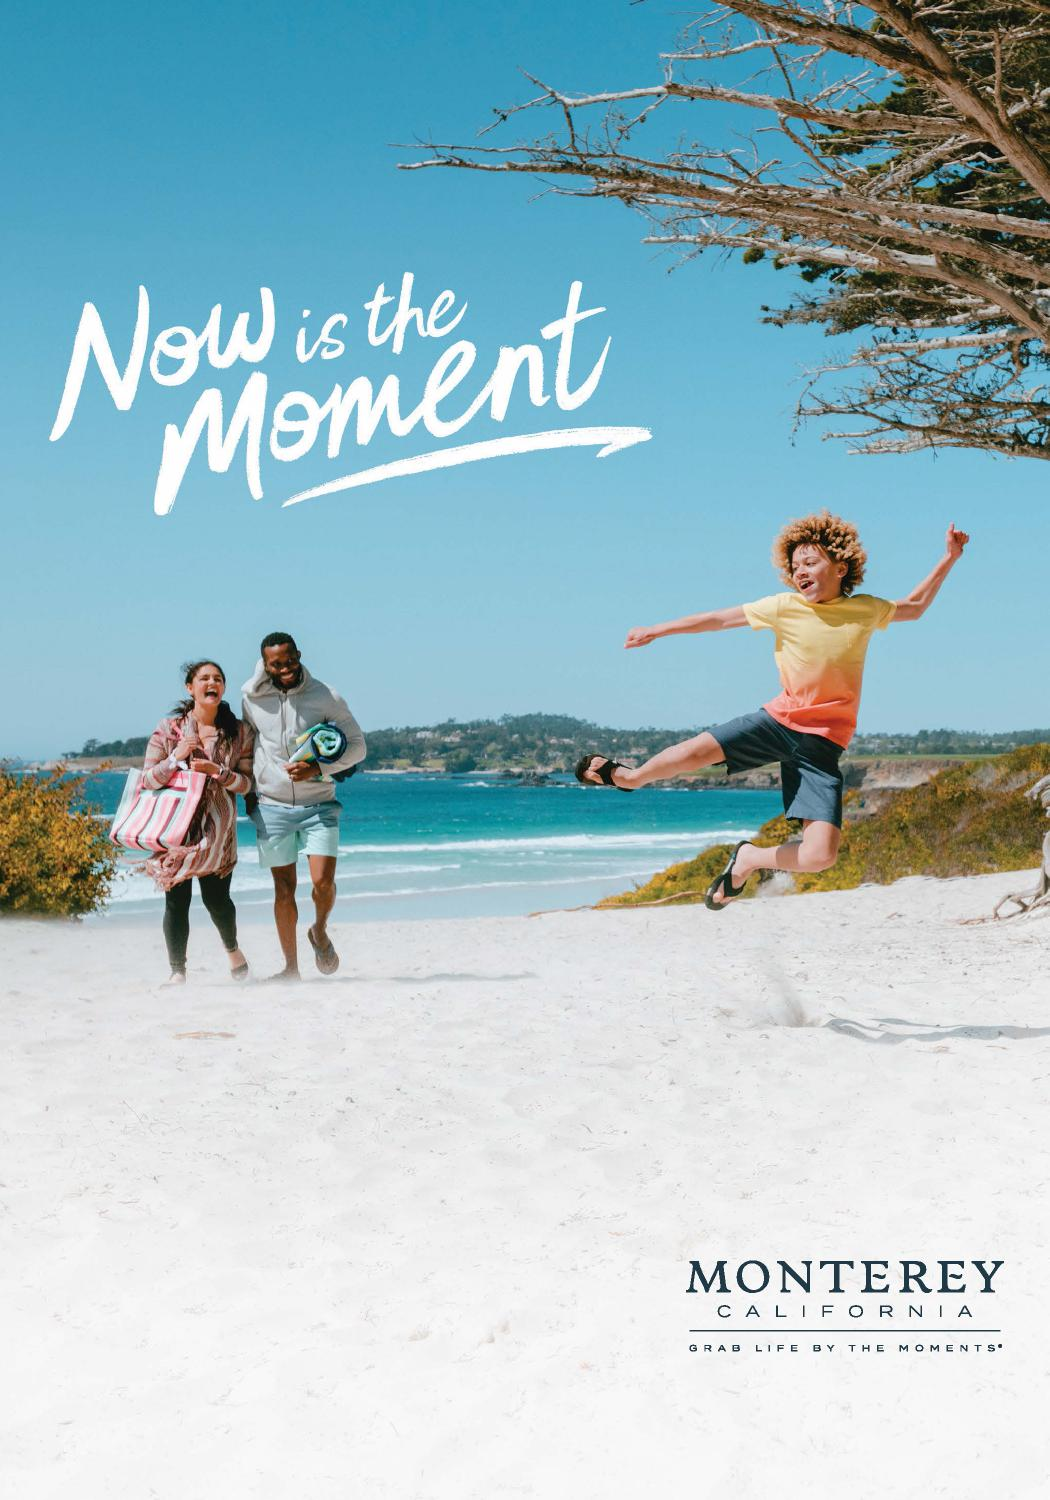 Now is the
Moment
MONTEREY
CALIFORNIA
GRAB LIFE BY THE MOMENTS®